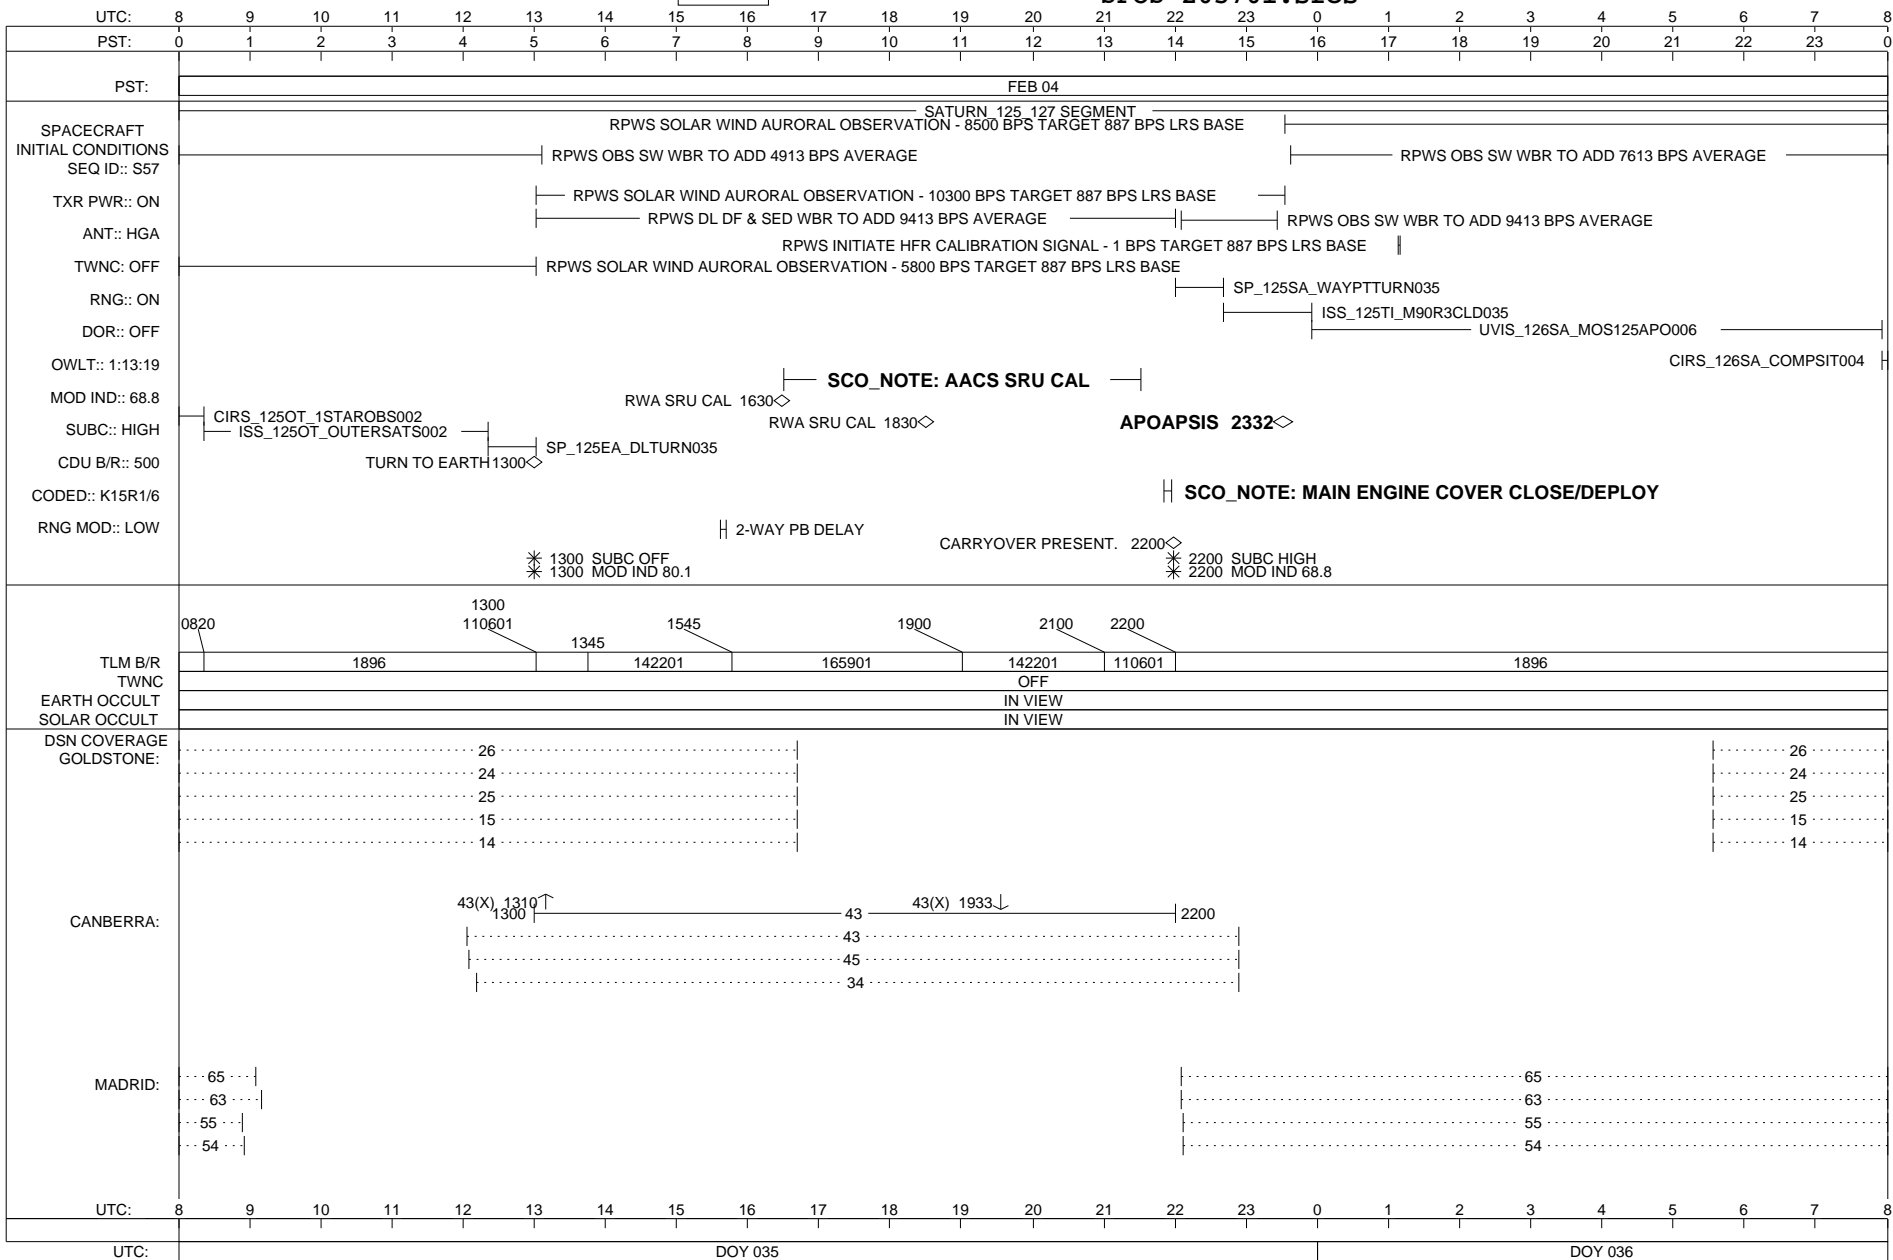 UTC: 8 9 10 11 12 13 14 15 16 17 18 19 20 21 22 23 0 1 2 3 4 5 6 7 8
PST: 0 1 2 3 4 5 6 7 8 9 10 11 12 13 14 15 16 17 18 19 20 21 22 23 0
PST: FEB 04
SATURN_125_127 SEGMENT
SPACECRAFT
INITIAL CONDITIONS
SEQ ID:: S57
TXR PWR:: ON
ANT:: HGA
TWNC: OFF
RNG:: ON
DOR:: OFF
OWLT:: 1:13:19
MOD IND:: 68.8
SUBC:: HIGH
CDU B/R:: 500
CODED:: K15R1/6
RNG MOD:: LOW
RPWS SOLAR WIND AURORAL OBSERVATION - 8500 BPS TARGET 887 BPS LRS BASE
RPWS OBS SW WBR TO ADD 4913 BPS AVERAGE
RPWS OBS SW WBR TO ADD 7613 BPS AVERAGE
RPWS SOLAR WIND AURORAL OBSERVATION - 10300 BPS TARGET 887 BPS LRS BASE
RPWS DL DF & SED WBR TO ADD 9413 BPS AVERAGE
RPWS OBS SW WBR TO ADD 9413 BPS AVERAGE
RPWS INITIATE HFR CALIBRATION SIGNAL - 1 BPS TARGET 887 BPS LRS BASE
RPWS SOLAR WIND AURORAL OBSERVATION - 5800 BPS TARGET 887 BPS LRS BASE
SP_125SA_WAYPTTURN035
ISS_125TI_M90R3CLD035
UVIS_126SA_MOS125APO006
CIRS_126SA_COMPSIT004
SCO_NOTE: AACS SRU CAL
RWA SRU CAL 1630
CIRS_125OT_1STAROBS002
RWA SRU CAL 1830
APOAPSIS 2332
ISS_125OT_OUTERSATS002
SP_125EA_DLTURN035
TURN TO EARTH 1300
SCO_NOTE: MAIN ENGINE COVER CLOSE/DEPLOY
2-WAY PB DELAY
CARRYOVER PRESENT. 2200
1300 SUBC OFF
2200 SUBC HIGH
1300 MOD IND 80.1
2200 MOD IND 68.8
1300
0820 110601 1545 1900 2100 2200
1345
TLM B/R 1896 142201 165901 142201 110601 1896
TWNC OFF
EARTH OCCULT IN VIEW
SOLAR OCCULT IN VIEW
DSN COVERAGE
GOLDSTONE:
26 26
24 24
25 25
15 15
14 14
43(X) 1310 43(X) 1933
CANBERRA: 1300 43 2200
43
45
34
MADRID:
65 65
63 63
55 55
54 54
UTC: 8 9 10 11 12 13 14 15 16 17 18 19 20 21 22 23 0 1 2 3 4 5 6 7 8
UTC: DOY 035 DOY 036